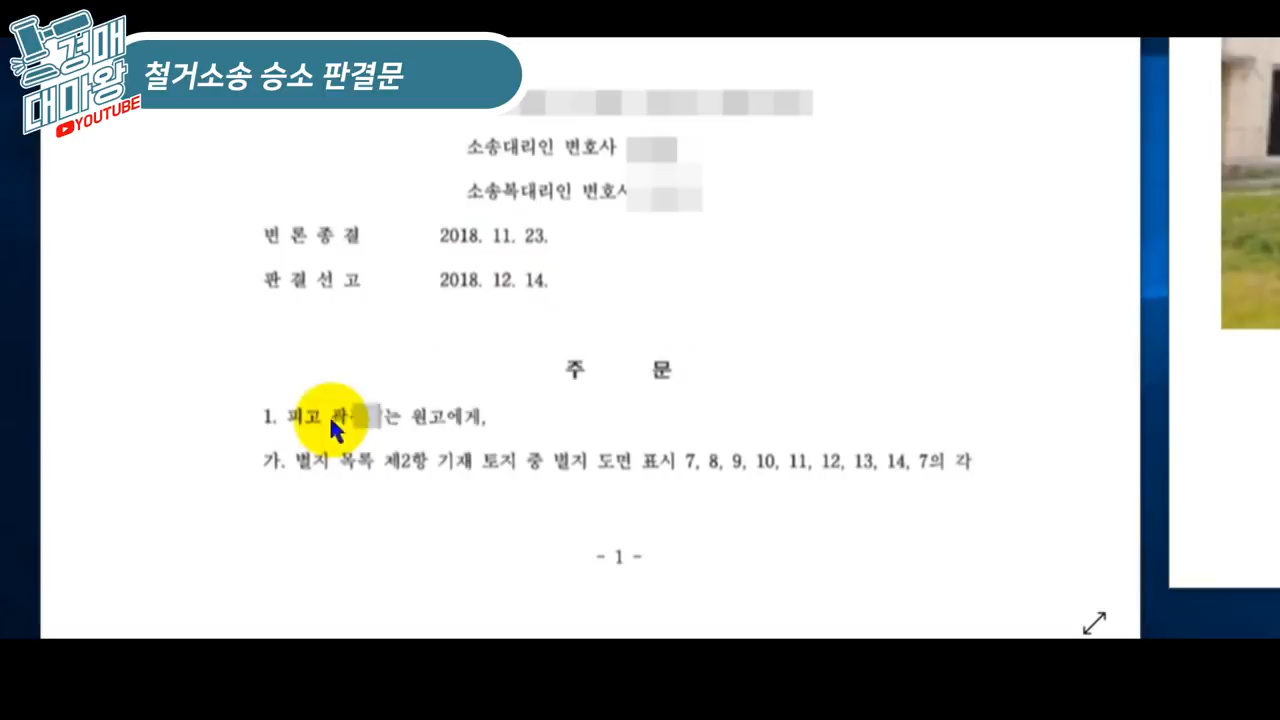 경매
대마왕
YOUTUBE
철거소송 승소 판결문
소송대리인 변호사
소송복대리인 변호사
변 론 종 결 2018. 11. 23.
판 결 선 고 2018. 12. 14.
주 문
1. 피고 곽 는 원고에게,
가. 별지 목록 제2항 기재 토지 중 별지 도면 표시 7, 8, 9, 10, 11, 12, 13, 14, 7의 각
- 1 -